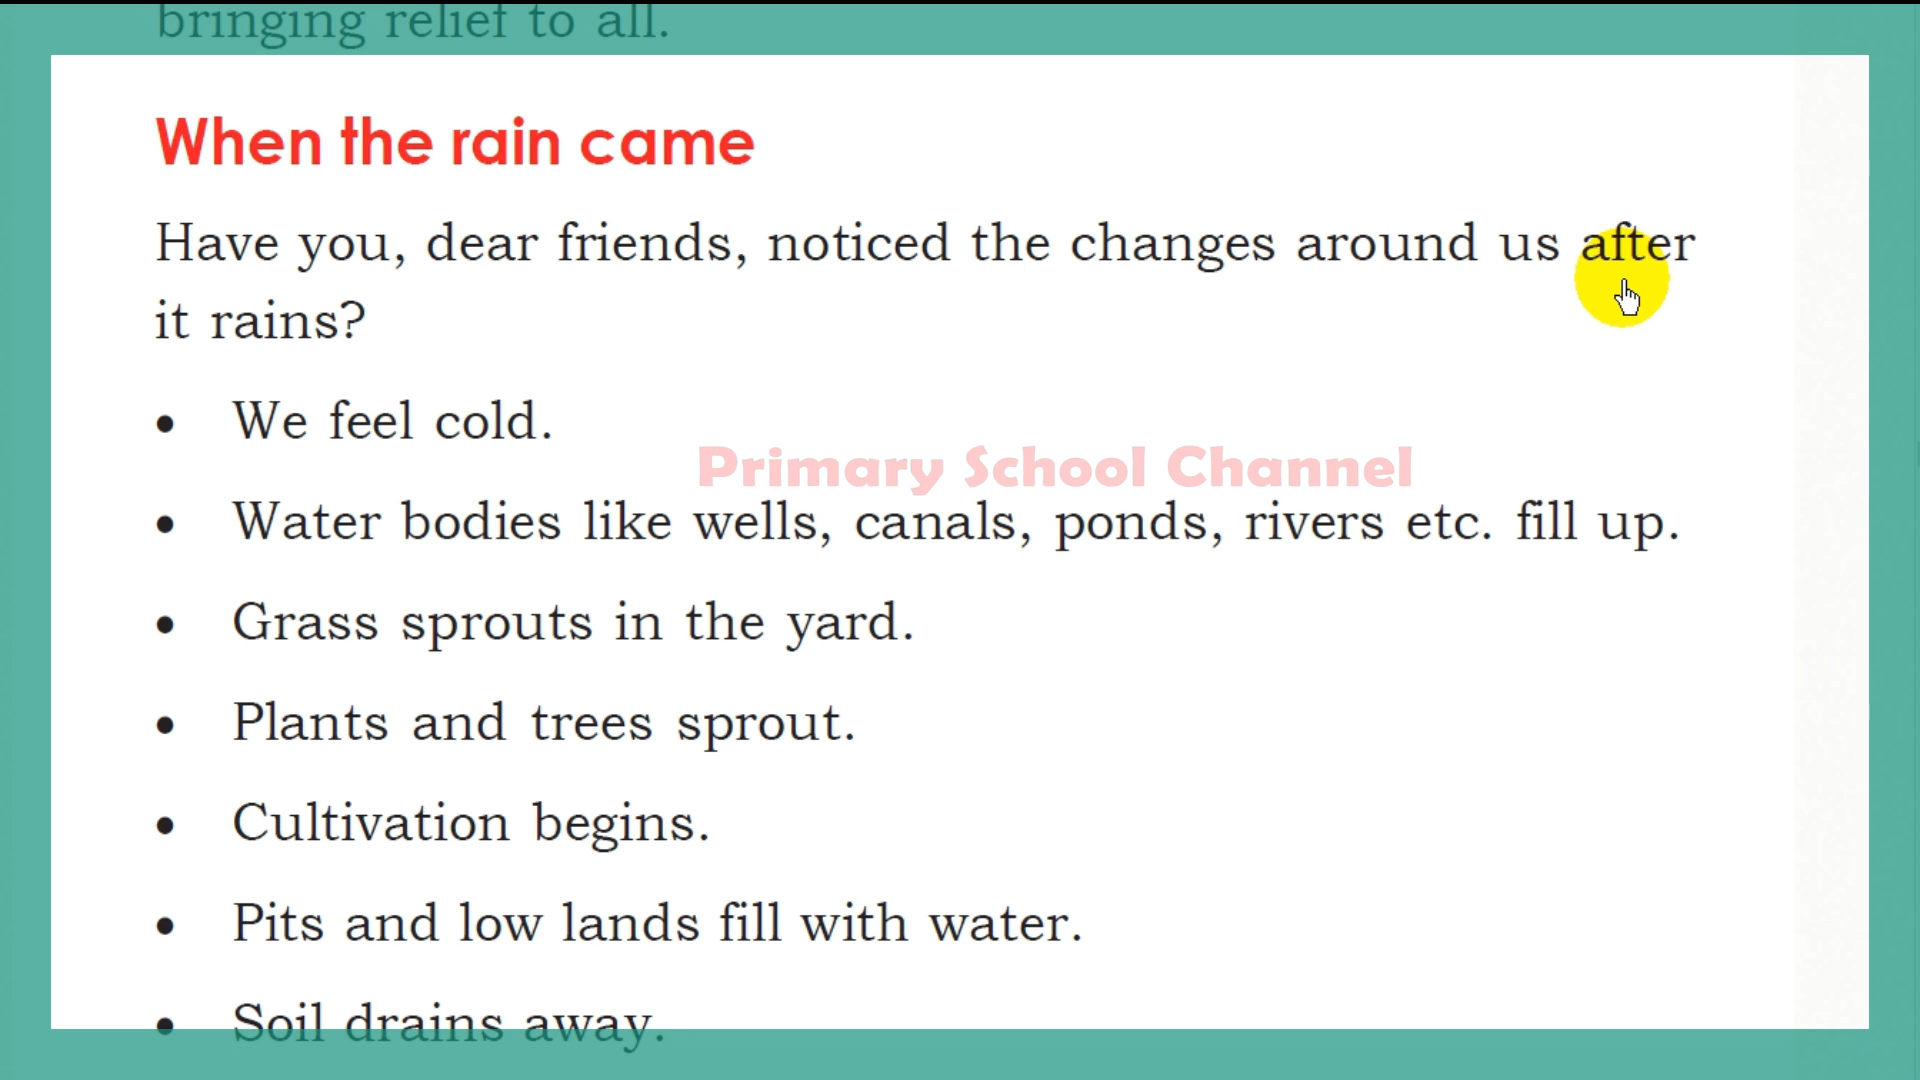 bringing relief to all.
When the rain came
Have you, dear friends, noticed the changes around us after
it rains?
• We feel cold.
Primary School Channel
• Water bodies like wells, canals, ponds, rivers etc. fill up.
• Grass sprouts in the yard.
• Plants and trees sprout.
• Cultivation begins.
• Pits and low lands fill with water.
• Soil drains away.